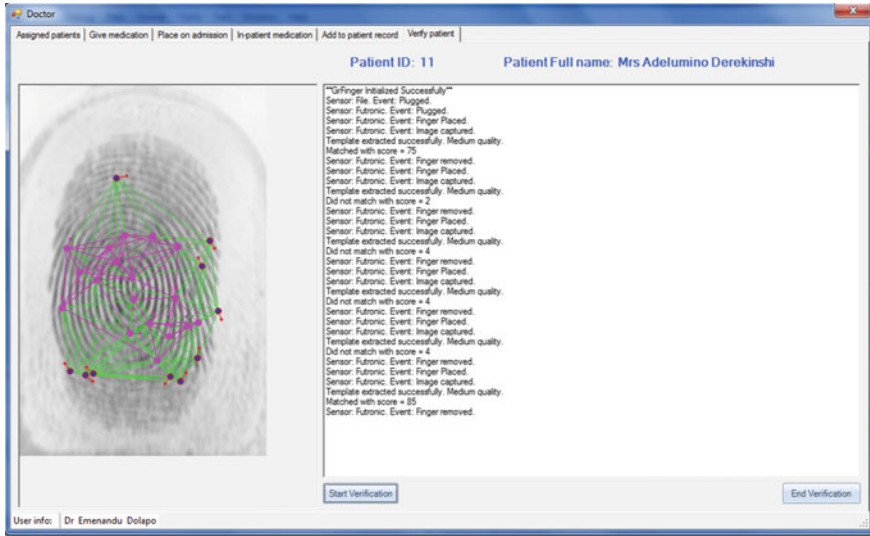 Doctor
Assigned patients Give medication Place on admission In-patient medication Add to patient record Verify patient
Patient ID: 11 Patient Full name: Mrs Adelumino Derekinshi
"GrFinger Initialized Successfully"
Sensor: File. Event: Plugged.
Sensor: Futronic. Event: Plugged.
Sensor: Futronic. Event: Finger Placed.
Sensor: Futronic. Event: Image captured.
Template extracted successfully. Medium quality.
Matched with score = 75
Sensor: Futronic. Event: Finger removed.
Sensor: Futronic. Event: Finger Placed.
Sensor: Futronic. Event: Image captured.
Template extracted successfully. Medium quality.
Did not match with score = 2
Sensor: Futronic. Event: Finger removed.
Sensor: Futronic. Event: Finger Placed.
Sensor: Futronic. Event: Image captured.
Template extracted successfully. Medium quality.
Did not match with score = 4
Sensor: Futronic. Event: Finger removed.
Sensor: Futronic. Event: Finger Placed.
Sensor: Futronic. Event: Image captured.
Template extracted successfully. Medium quality.
Did not match with score = 4
Sensor: Futronic. Event: Finger removed.
Sensor: Futronic. Event: Finger Placed.
Sensor: Futronic. Event: Image captured.
Template extracted successfully. Medium quality.
Did not match with score = 4
Sensor: Futronic. Event: Finger removed.
Sensor: Futronic. Event: Finger Placed.
Sensor: Futronic. Event: Image captured.
Template extracted successfully. Medium quality.
Matched with score = 85
Sensor: Futronic. Event: Finger removed.
Start Verification End Verification
User info: Dr Emenandu Dolapo